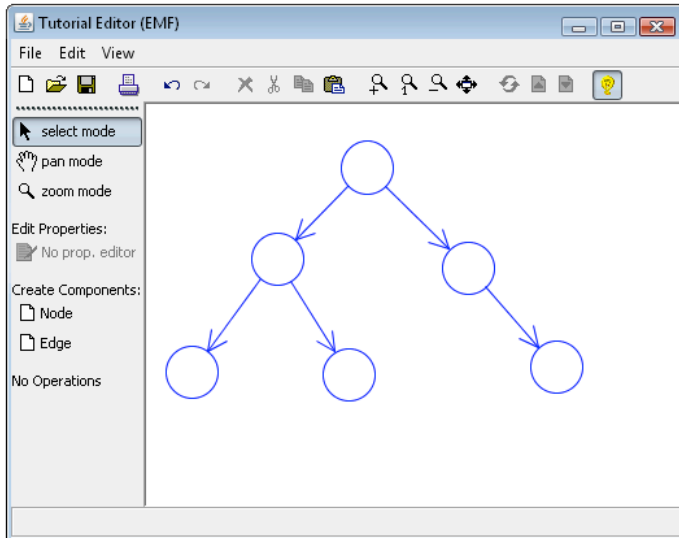 Tutorial Editor (EMF)
File Edit View
select mode
pan mode
zoom mode
Edit Properties:
No prop. editor
Create Components:
Node
Edge
No Operations